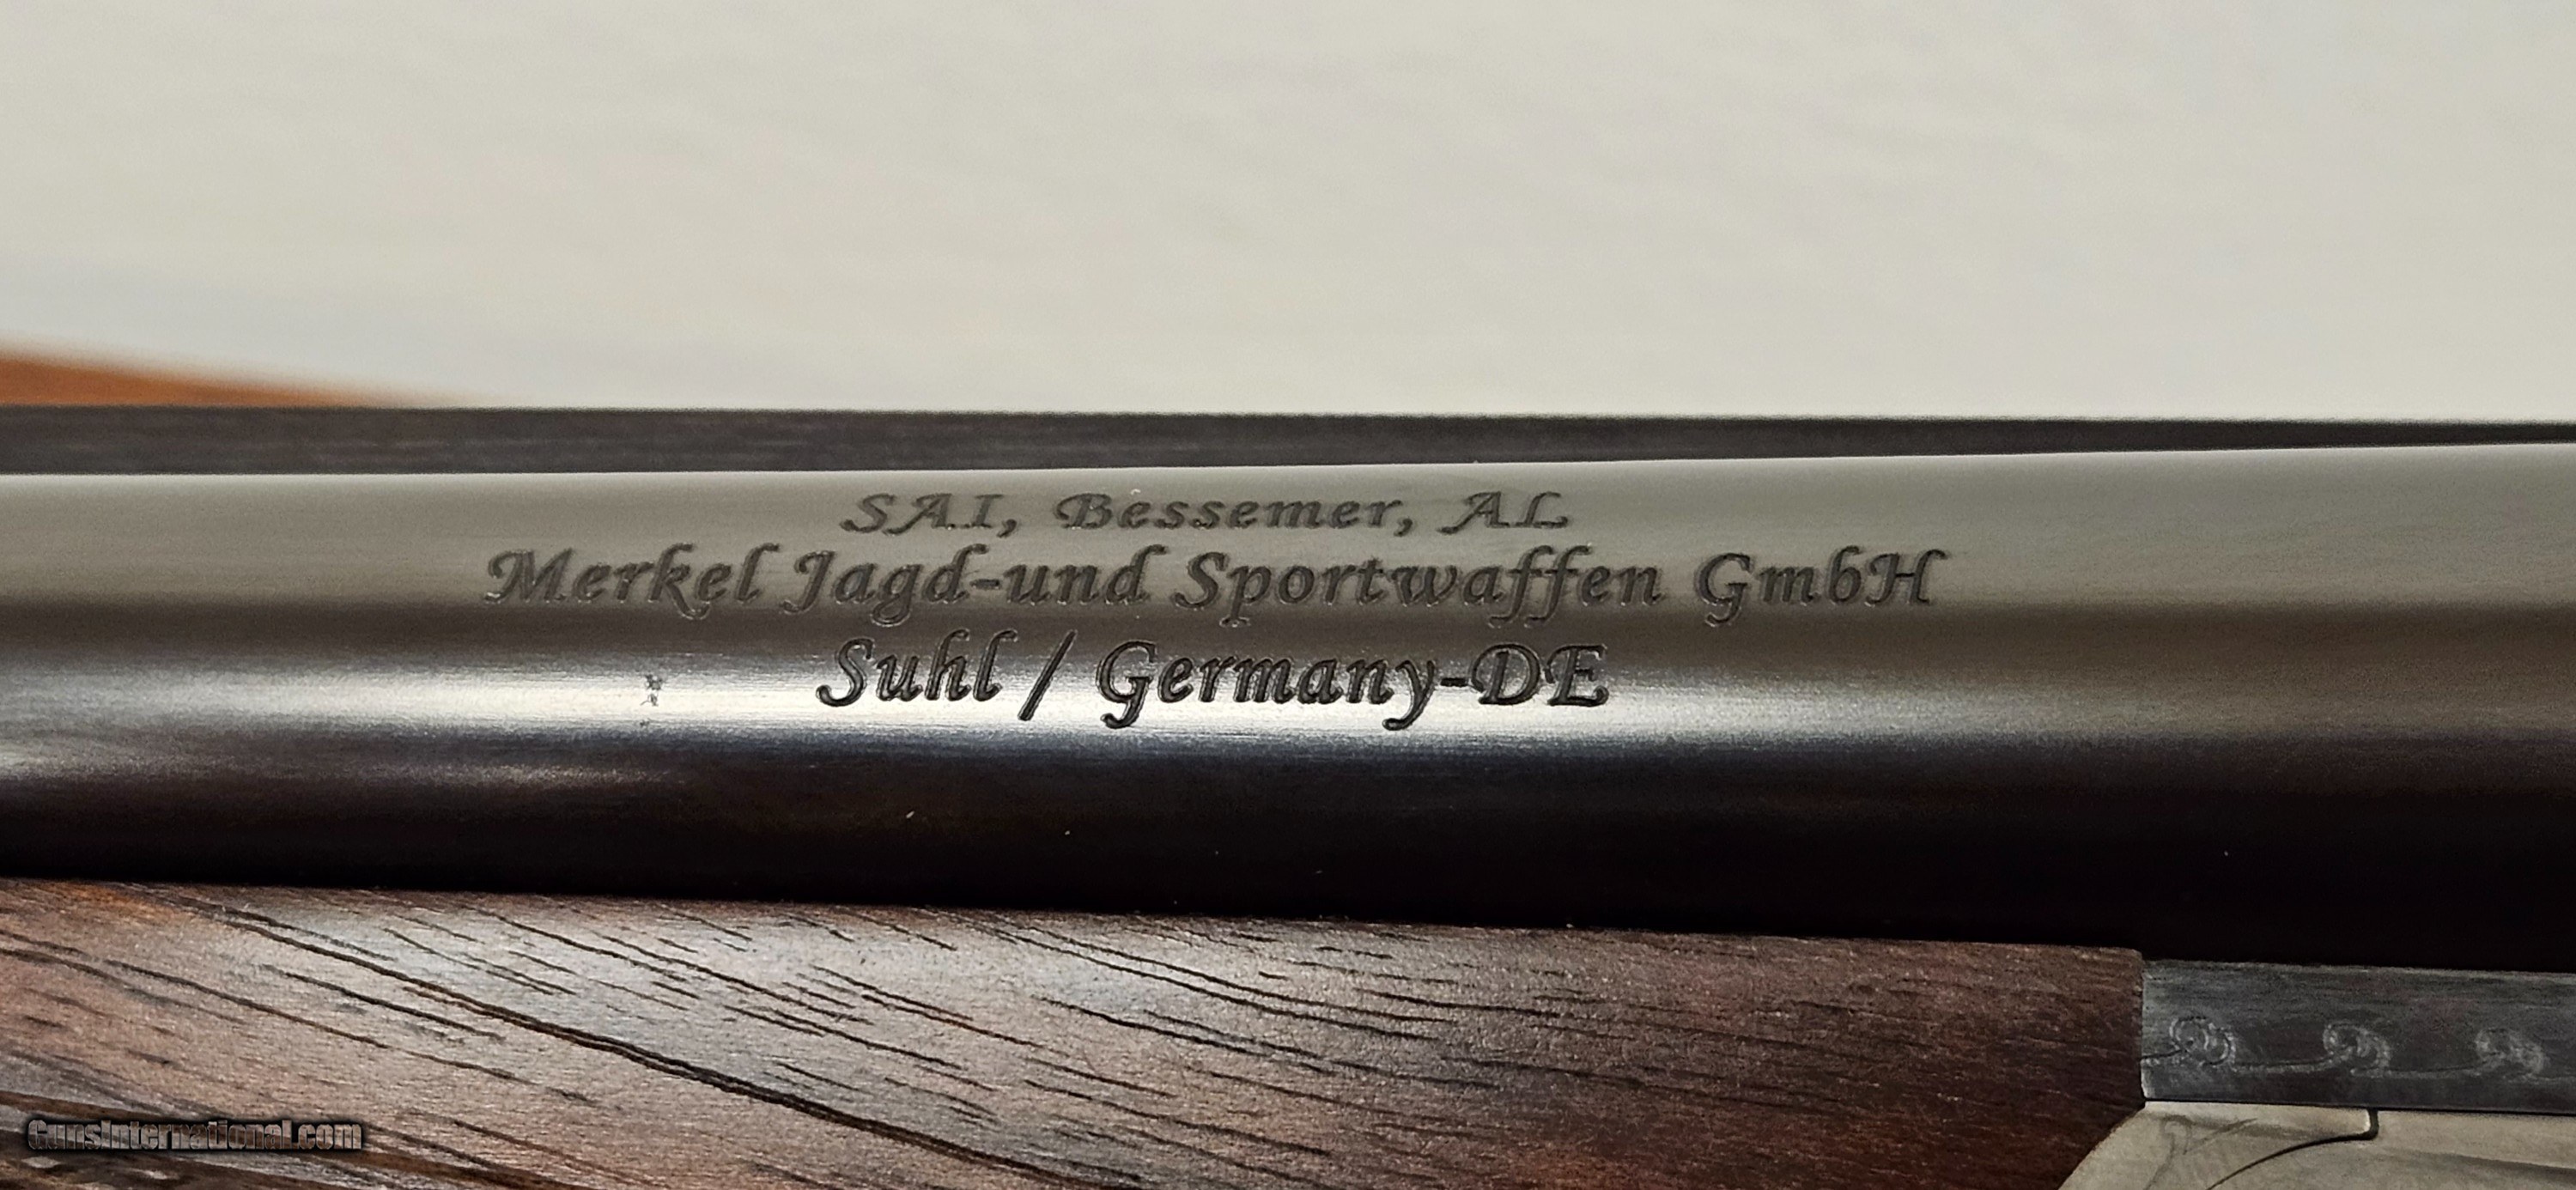 SAI, Bessemer, AL
Merkel Jagd-und Sportwaffen GmbH
Suhl / Germany-DE
GunsInternational.com